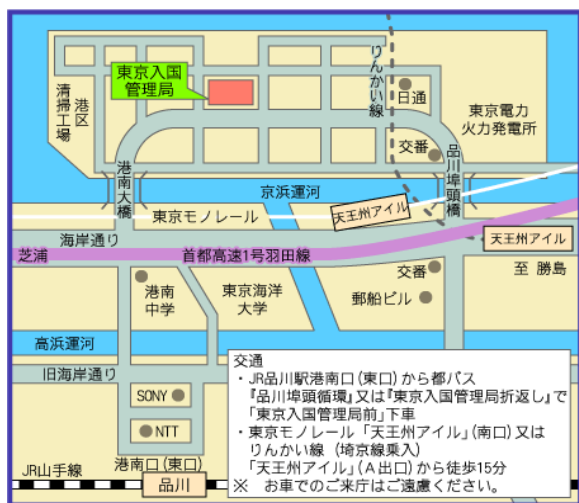 東京入国
管理局
港区
清掃工場
りんかい線
日通
東京電力
火力発電所
交番
港南大橋
品川埠頭橋
京浜運河
東京モノレール
天王州アイル
海岸通り
天王州アイル
芝浦
首都高速1号羽田線
至 勝島
港南
中学
東京海洋
大学
交番
郵船ビル
高浜運河
旧海岸通り
SONY
NTT
港南口(東口)
JR山手線
品川
交通
・JR品川駅港南口(東口)から都バス
『品川埠頭循環』又は『東京入国管理局折返し』で
「東京入国管理局前」下車
・東京モノレール「天王州アイル」(南口)又は
りんかい線 (埼京線乗入)
「天王州アイル」(A出口)から徒歩15分
※ お車でのご来庁はご遠慮ください。